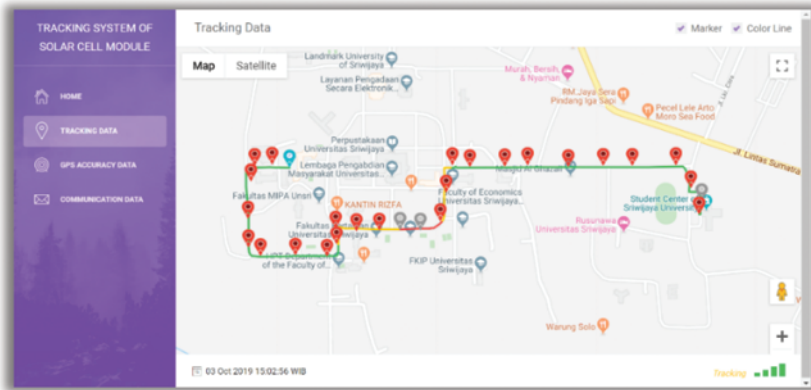 TRACKING SYSTEM OF
SOLAR CELL MODULE
HOME
TRACKING DATA
GPS ACCURACY DATA
COMMUNICATION DATA
Tracking Data
Marker
Color Line
Map
Satellite
Landmark University
of Sriwijaya
Layanan Pengadaan
Secara Elektronik...
Murah, Bersih,
& Nyaman
RM.Jaya Sera
Pindang Iga Sapi
Pecel Lele Arto
Moro Sea Food
Jl. Lintas Sumatra
Perpustakaan
Universitas Sriwijaya
Lembaga Pengabdian
Masyarakat Universitas...
Masjid Al Ghazali
Fakultas MIPA Unsri
KANTIN RIZFA
Faculty of Economics
Universitas Sriwijaya...
Student Center
Sriwijaya Universi
Fakultas
Universitas Sriwijaya
Rusunawa
Universitas Sriwijaya
HPT Department
of the Faculty of...
FKIP Universitas
Sriwijaya
Warung Solo
03 Oct 2019 15:02:56 WIB
Tracking